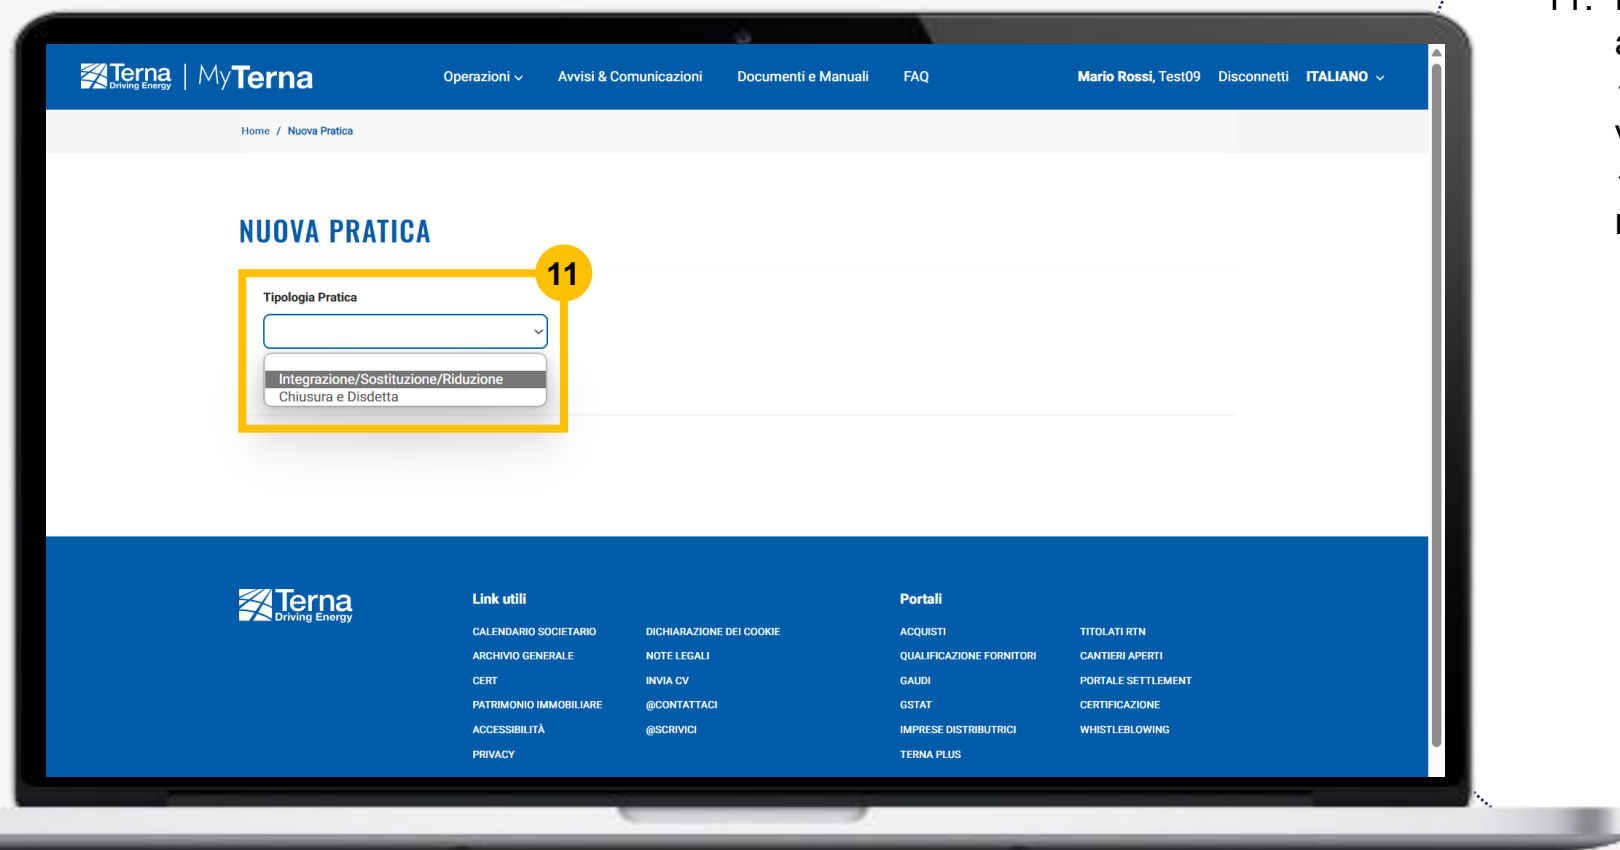 Terna
Driving Energy
MyTerna
Operazioni
Avvisi & Comunicazioni
Documenti e Manuali
FAQ
Mario Rossi, Test09
Disconnetti
ITALIANO
Home / Nuova Pratica
NUOVA PRATICA
11
Tipologia Pratica
Integrazione/Sostituzione/Riduzione
Chiusura e Disdetta
Terna
Driving Energy
Link utili
CALENDARIO SOCIETARIO
ARCHIVIO GENERALE
CERT
PATRIMONIO IMMOBILIARE
ACCESSIBILITÀ
PRIVACY
DICHIARAZIONE DEI COOKIE
NOTE LEGALI
INVIA CV
@CONTATTACI
@SCRIVICI
Portali
ACQUISTI
QUALIFICAZIONE FORNITORI
GAUDI
GSTAT
IMPRESE DISTRIBUTRICI
TERNA PLUS
TITOLATI RTN
CANTIERI APERTI
PORTALE SETTLEMENT
CERTIFICAZIONE
WHISTLEBLOWING
11.